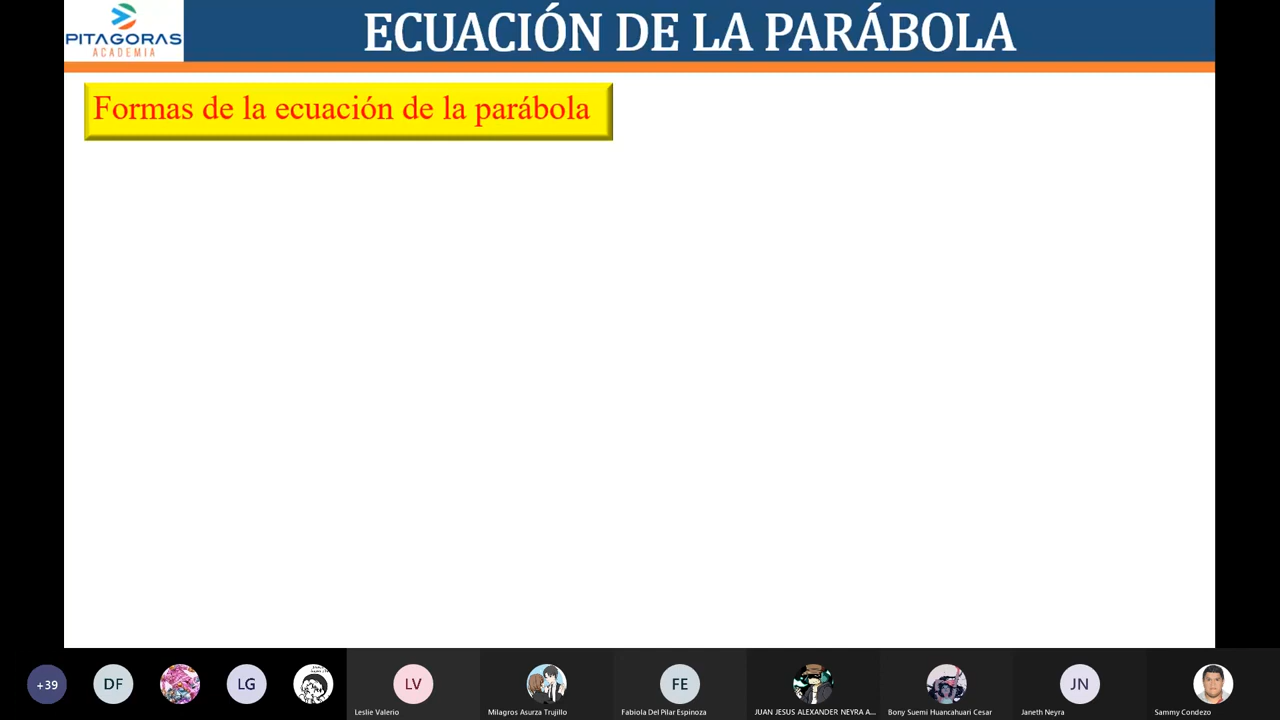 PITAGORAS
ACADEMIA
ECUACIÓN DE LA PARÁBOLA
Formas de la ecuación de la parábola
+39
DF
LG
LV
FE
JN
Leslie Valerio
Milagros Asurza Trujillo
Fabiola Del Pilar Espinoza
JUAN JESUS ALEXANDER NEYRA A...
Bony Suemi Huancahuari Cesar
Janeth Neyra
Sammy Condezo